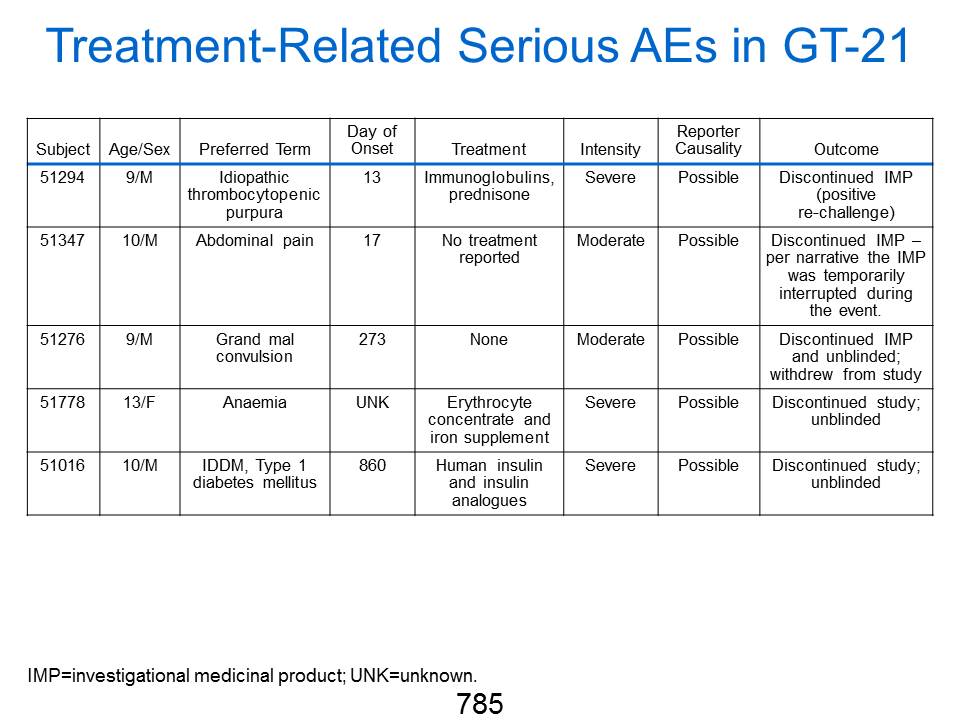 Treatment-Related Serious AEs in GT-21
Subject Age/Sex Preferred Term Day of Onset Treatment Intensity Reporter Causality Outcome
51294 9/M Idiopathic thrombocytopenic purpura 13 Immunoglobulins, prednisone Severe Possible Discontinued IMP (positive re-challenge)
51347 10/M Abdominal pain 17 No treatment reported Moderate Possible Discontinued IMP – per narrative the IMP was temporarily interrupted during the event.
51276 9/M Grand mal convulsion 273 None Moderate Possible Discontinued IMP and unblinded; withdrew from study
51778 13/F Anaemia UNK Erythrocyte concentrate and iron supplement Severe Possible Discontinued study; unblinded
51016 10/M IDDM, Type 1 diabetes mellitus 860 Human insulin and insulin analogues Severe Possible Discontinued study; unblinded
IMP=investigational medicinal product; UNK=unknown.
785